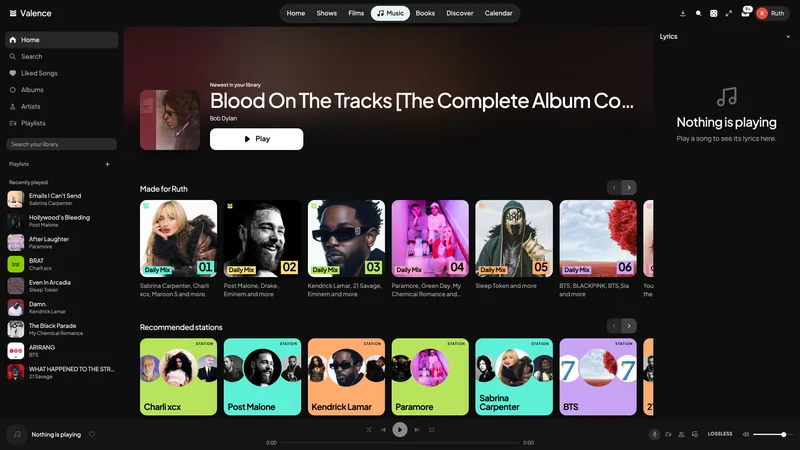 Valence
Home
Shows
Films
Music
Books
Discover
Calendar
9+
R
Ruth
Home
Search
Liked Songs
Albums
Artists
Playlists
Search your library
Playlists
Recently played
Emails I Can't Send
Sabrina Carpenter
Hollywood's Bleeding
Post Malone
After Laughter
Paramore
BRAT
Charli xcx
Even In Arcadia
Sleep Token
Damn.
Kendrick Lamar
The Black Parade
My Chemical Romance
ARIRANG
BTS
WHAT HAPPENED TO THE STR...
21 Savage
Newest in your library
Blood On The Tracks [The Complete Album Co...
Bob Dylan
Play
Made for Ruth
Daily Mix
01
Daily Mix
02
Daily Mix
03
Daily Mix
04
Daily Mix
05
Daily Mix
06
Sabrina Carpenter, Charli
xcx, Maroon 5 and more
Post Malone, Drake,
Eminem and more
Kendrick Lamar, 21 Savage,
Eminem and more
Paramore, Green Day, My
Chemical Romance and...
Sleep Token and more
BTS, BLACKPINK, BTS,Sia
and more
Recommended stations
STATION
Charli xcx
STATION
Post Malone
STATION
Kendrick Lamar
STATION
Paramore
STATION
Sabrina
Carpenter
STATION
7
7
BTS
Lyrics
Nothing is playing
Play a song to see its lyrics here.
Nothing is playing
0:00
0:00
LOSSLESS